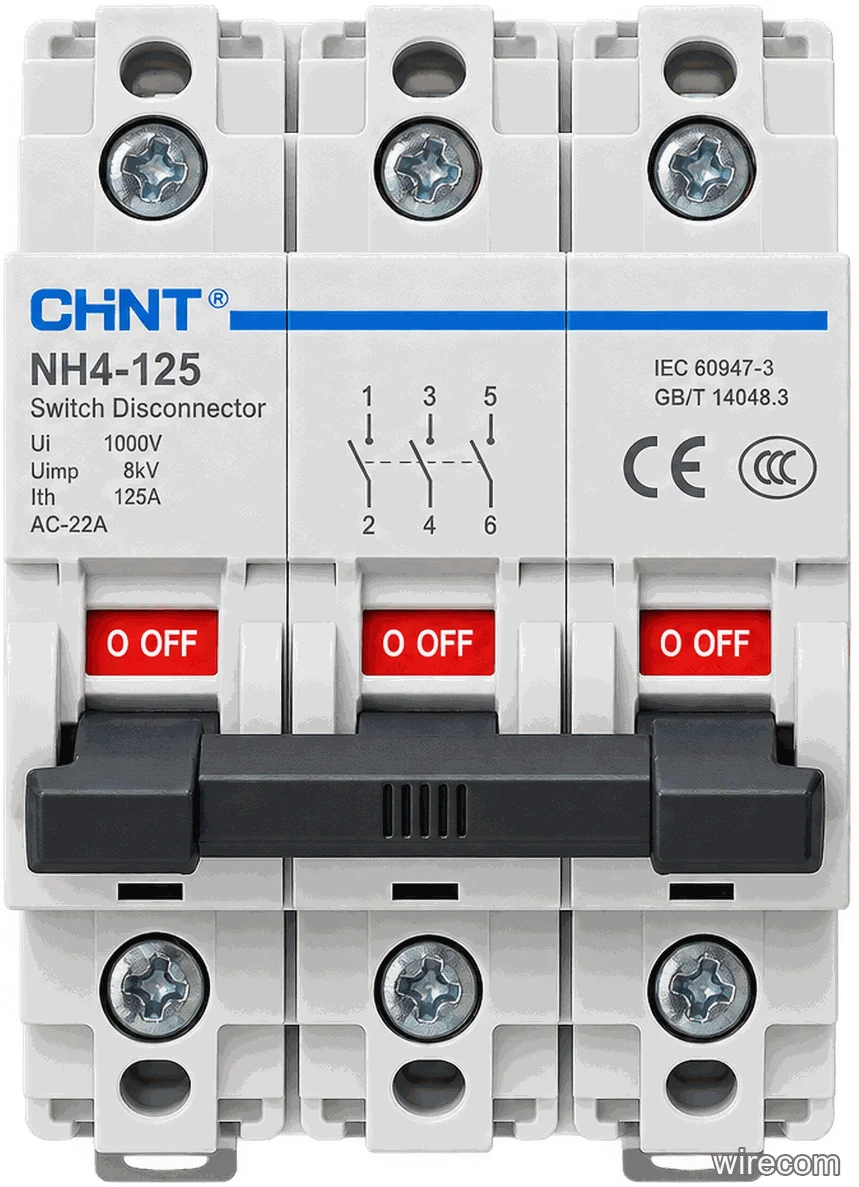 CHINT®
NH4-125
Switch Disconnector
Ui 1000V
Uimp 8kV
Ith 125A
AC-22A
1 3 5
2 4 6
IEC 60947-3
GB/T 14048.3
CE CCC
O OFF O OFF O OFF
wirecom